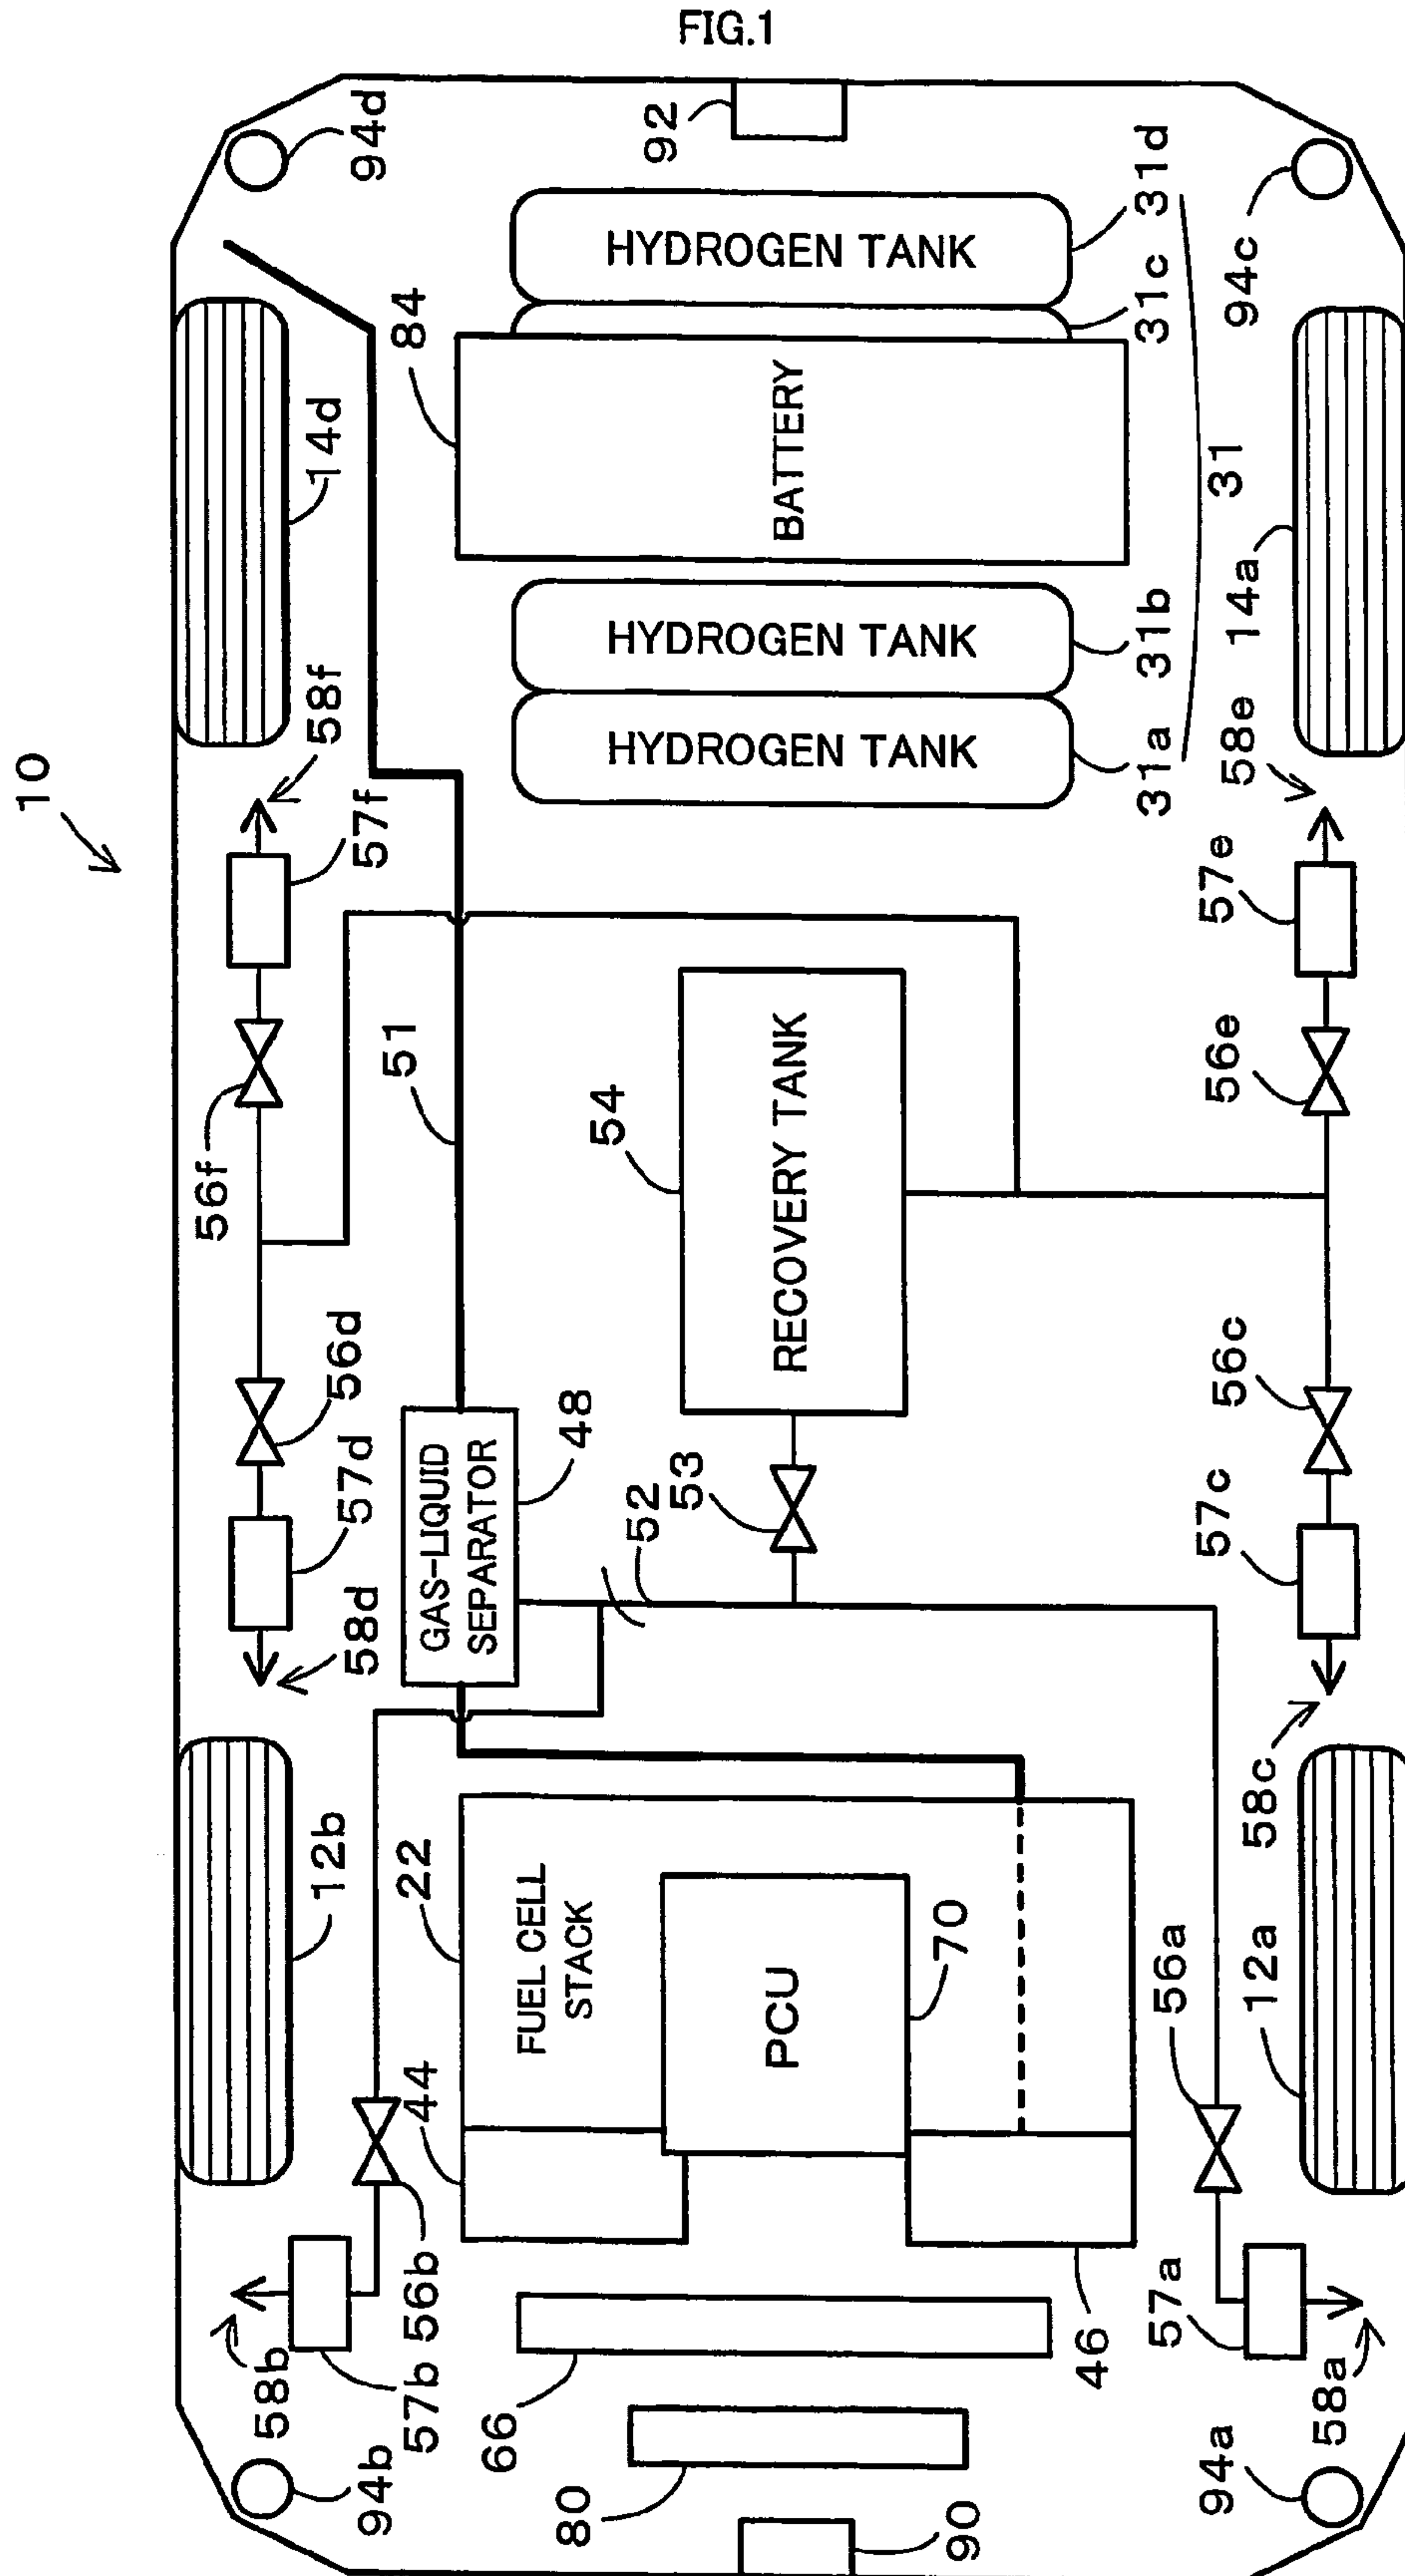 FIG.1
10
92
94d
94c
HYDROGEN TANK
31d
31c
84
BATTERY
14d
14a
31
HYDROGEN TANK
31b
HYDROGEN TANK
31a
58f
58e
57f
57e
56f
56e
51
54
RECOVERY TANK
56d
56c
57d
57c
58d
58c
GAS-LIQUID
SEPARATOR
48
52
53
12b
12a
22
FUEL CELL
STACK
PCU
70
44
46
56b
56a
57b
57a
58b
58a
66
80
90
94b
94a